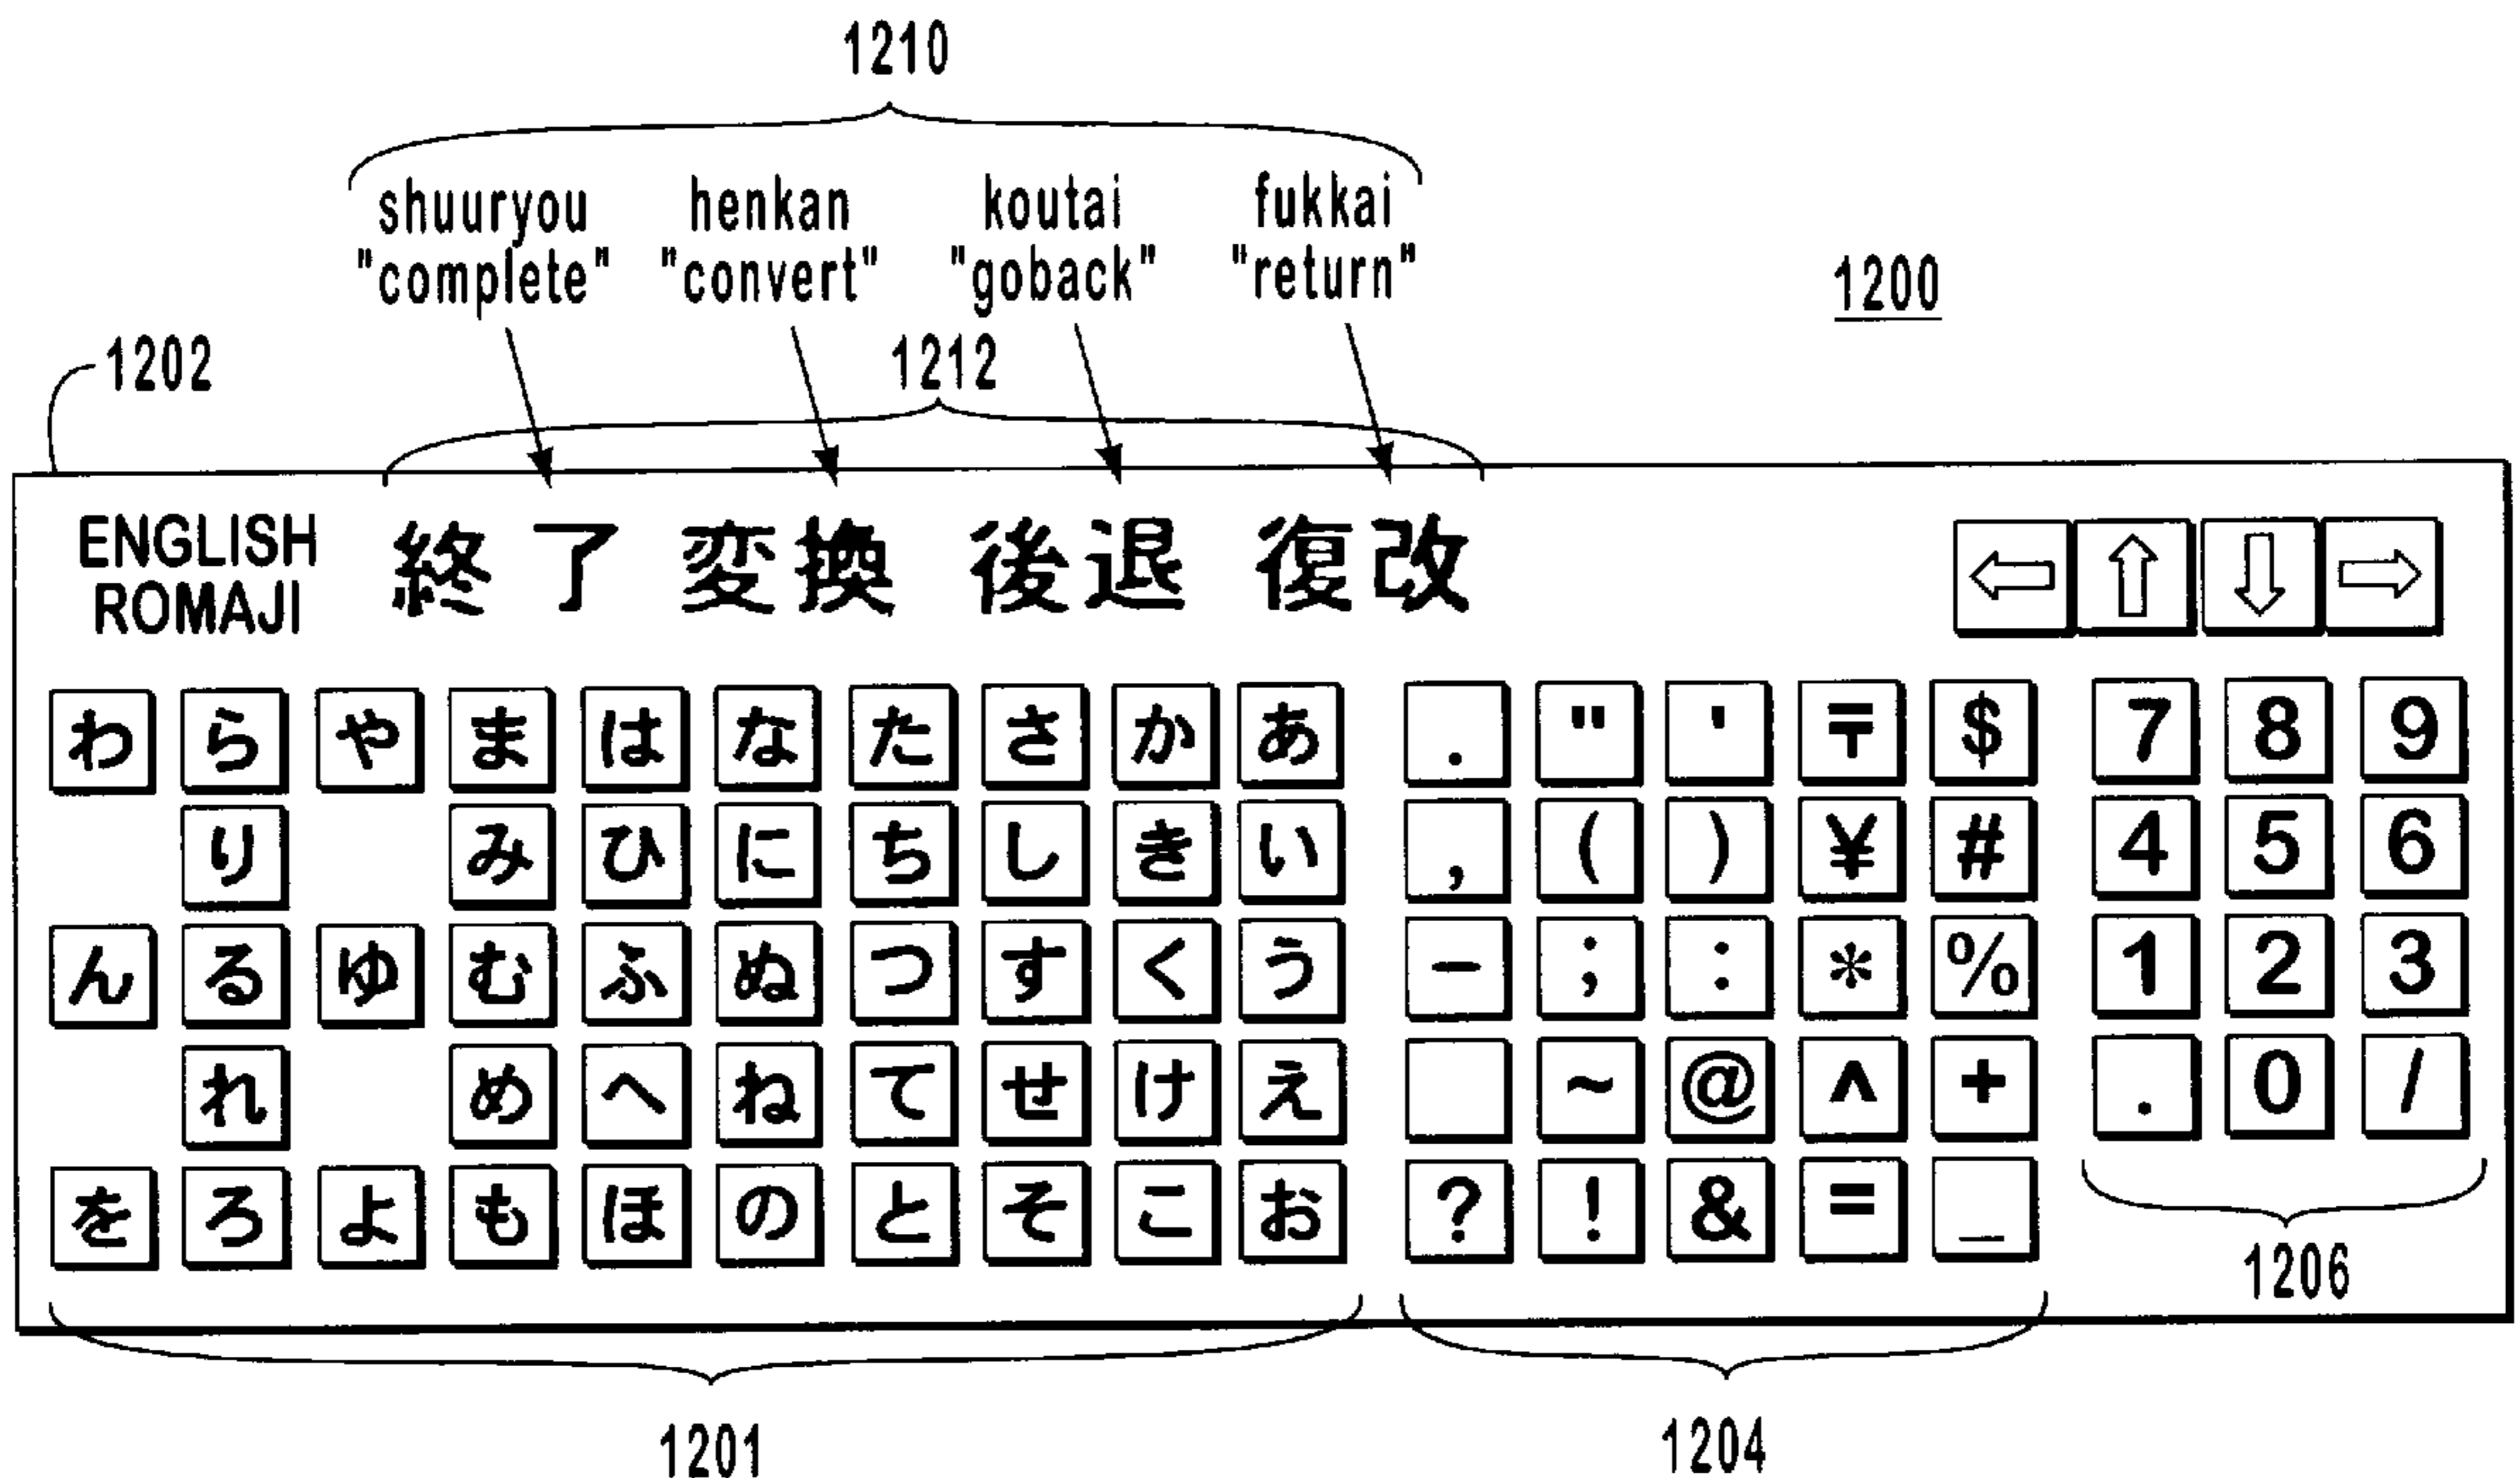 1210
shuuryou henkan koutai fukkai
"complete" "convert" "goback" "return"
1200
1202
1212
ENGLISH
ROMAJI
終了 変換 後退 復改
わ ら や ま は な た さ か あ . " ' 〒 $ 7 8 9
り み ひ に ち し き い , ( ) ¥ # 4 5 6
ん る ゆ む ふ ぬ つ す く う - ; : * % 1 2 3
れ め へ ね て せ け え ~ @ ^ + . 0 /
を ろ よ も ほ の と そ こ お ? ! & = _
1206
1201
1204